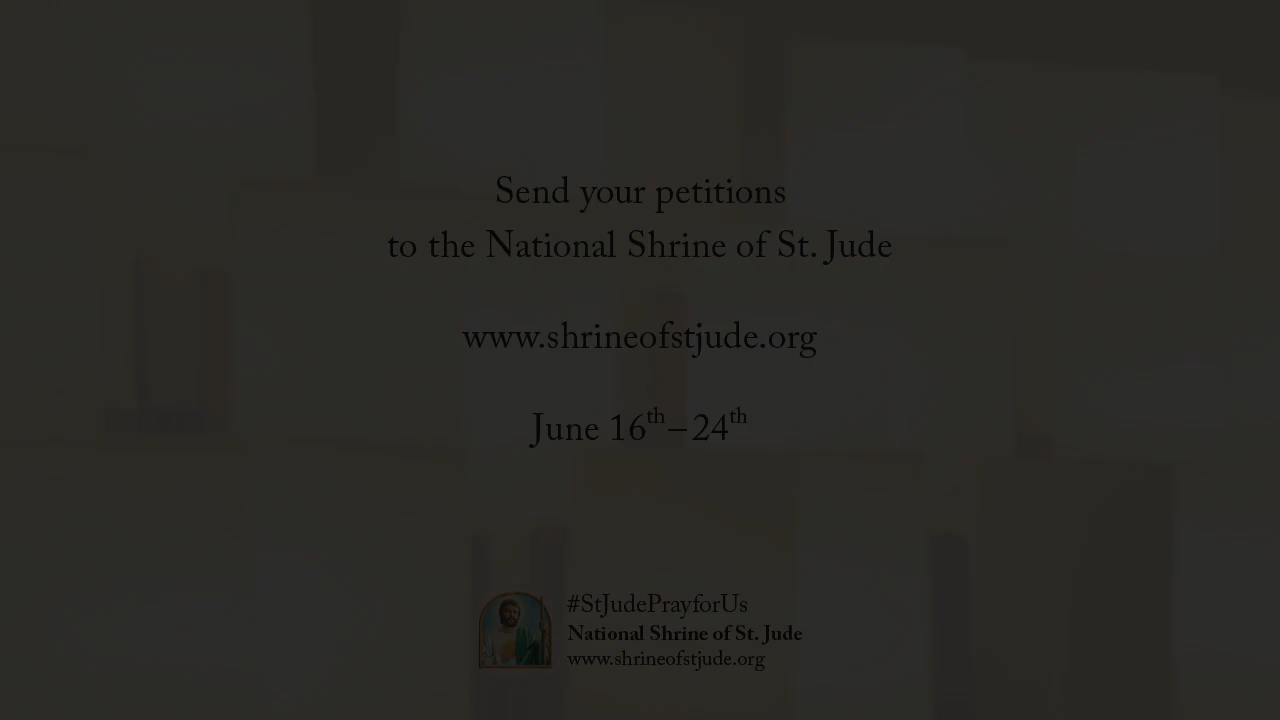 Send your petitions
to the National Shrine of St. Jude
www.shrineofstjude.org
June 16th–24th
#StJudePrayforUs
National Shrine of St. Jude
www.shrineofstjude.org